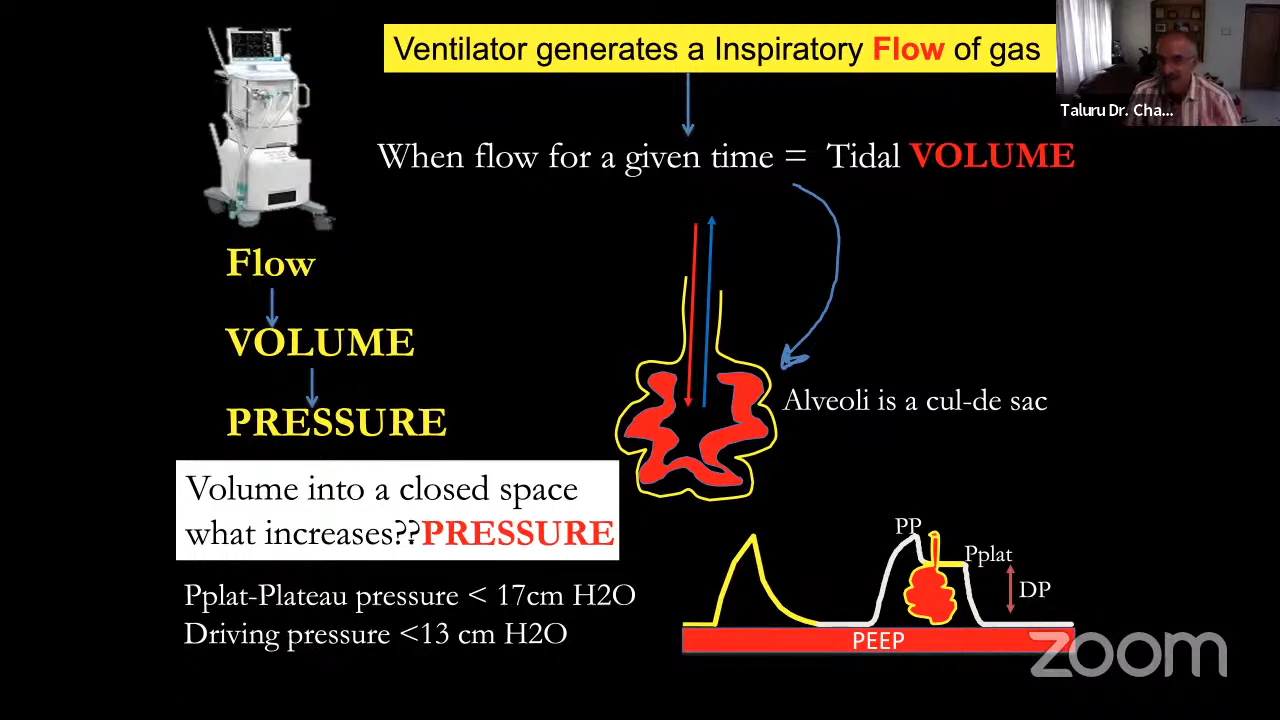 Ventilator generates a Inspiratory Flow of gas
Taluru Dr. Cha...
When flow for a given time = Tidal VOLUME
Flow
VOLUME
PRESSURE
Alveoli is a cul-de sac
Volume into a closed space
what increases??PRESSURE
Pplat-Plateau pressure < 17cm H2O
Driving pressure <13 cm H2O
PP
Pplat
DP
PEEP
zoom